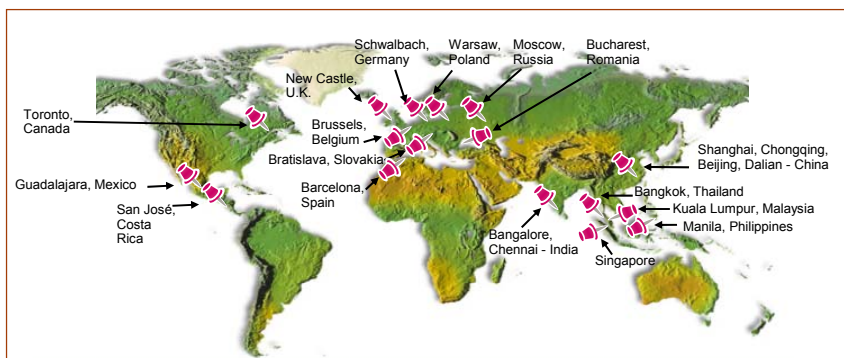 Schwalbach,
Germany
Warsaw,
Poland
Moscow,
Russia
Bucharest,
Romania
New Castle,
U.K.
Toronto,
Canada
Brussels,
Belgium
Bratislava, Slovakia
Shanghai, Chongqing,
Beijing, Dalian - China
Guadalajara, Mexico
Barcelona,
Spain
Bangkok, Thailand
San José,
Costa
Rica
Kuala Lumpur, Malaysia
Manila, Philippines
Bangalore,
Chennai - India
Singapore